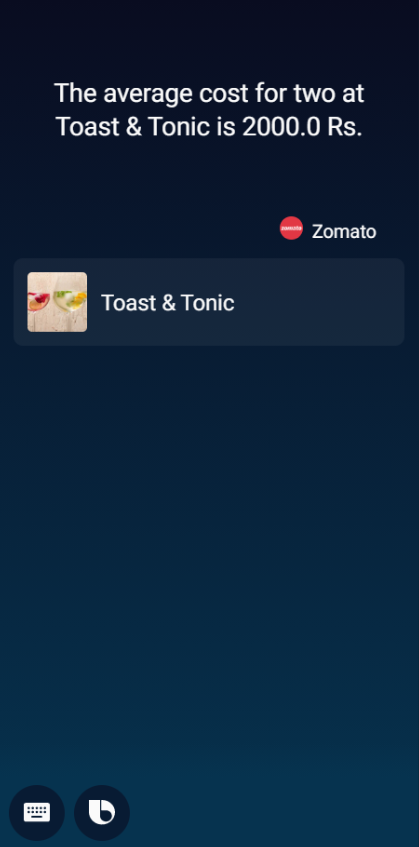 The average cost for two at
Toast & Tonic is 2000.0 Rs.
Zomato
Toast & Tonic